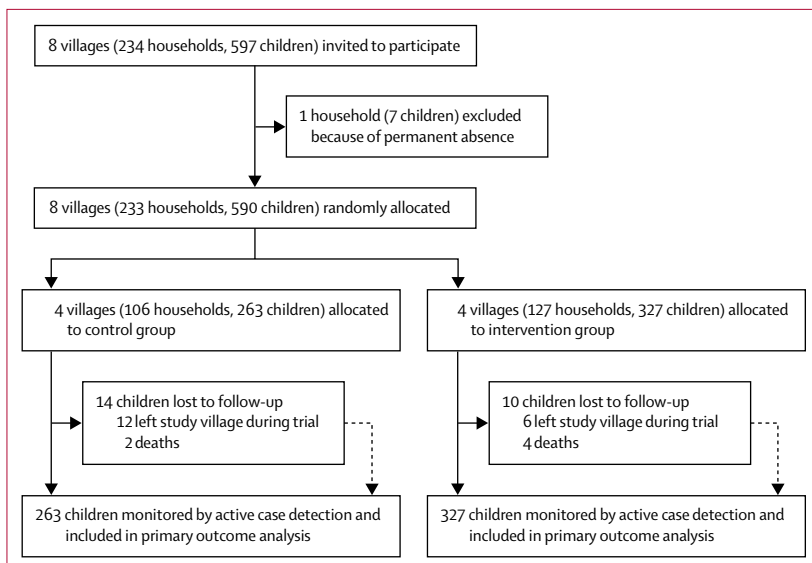 8 villages (234 households, 597 children) invited to participate
1 household (7 children) excluded
because of permanent absence
8 villages (233 households, 590 children) randomly allocated
4 villages (106 households, 263 children) allocated
to control group
4 villages (127 households, 327 children) allocated
to intervention group
14 children lost to follow-up
12 left study village during trial
2 deaths
10 children lost to follow-up
6 left study village during trial
4 deaths
263 children monitored by active case detection and
included in primary outcome analysis
327 children monitored by active case detection and
included in primary outcome analysis